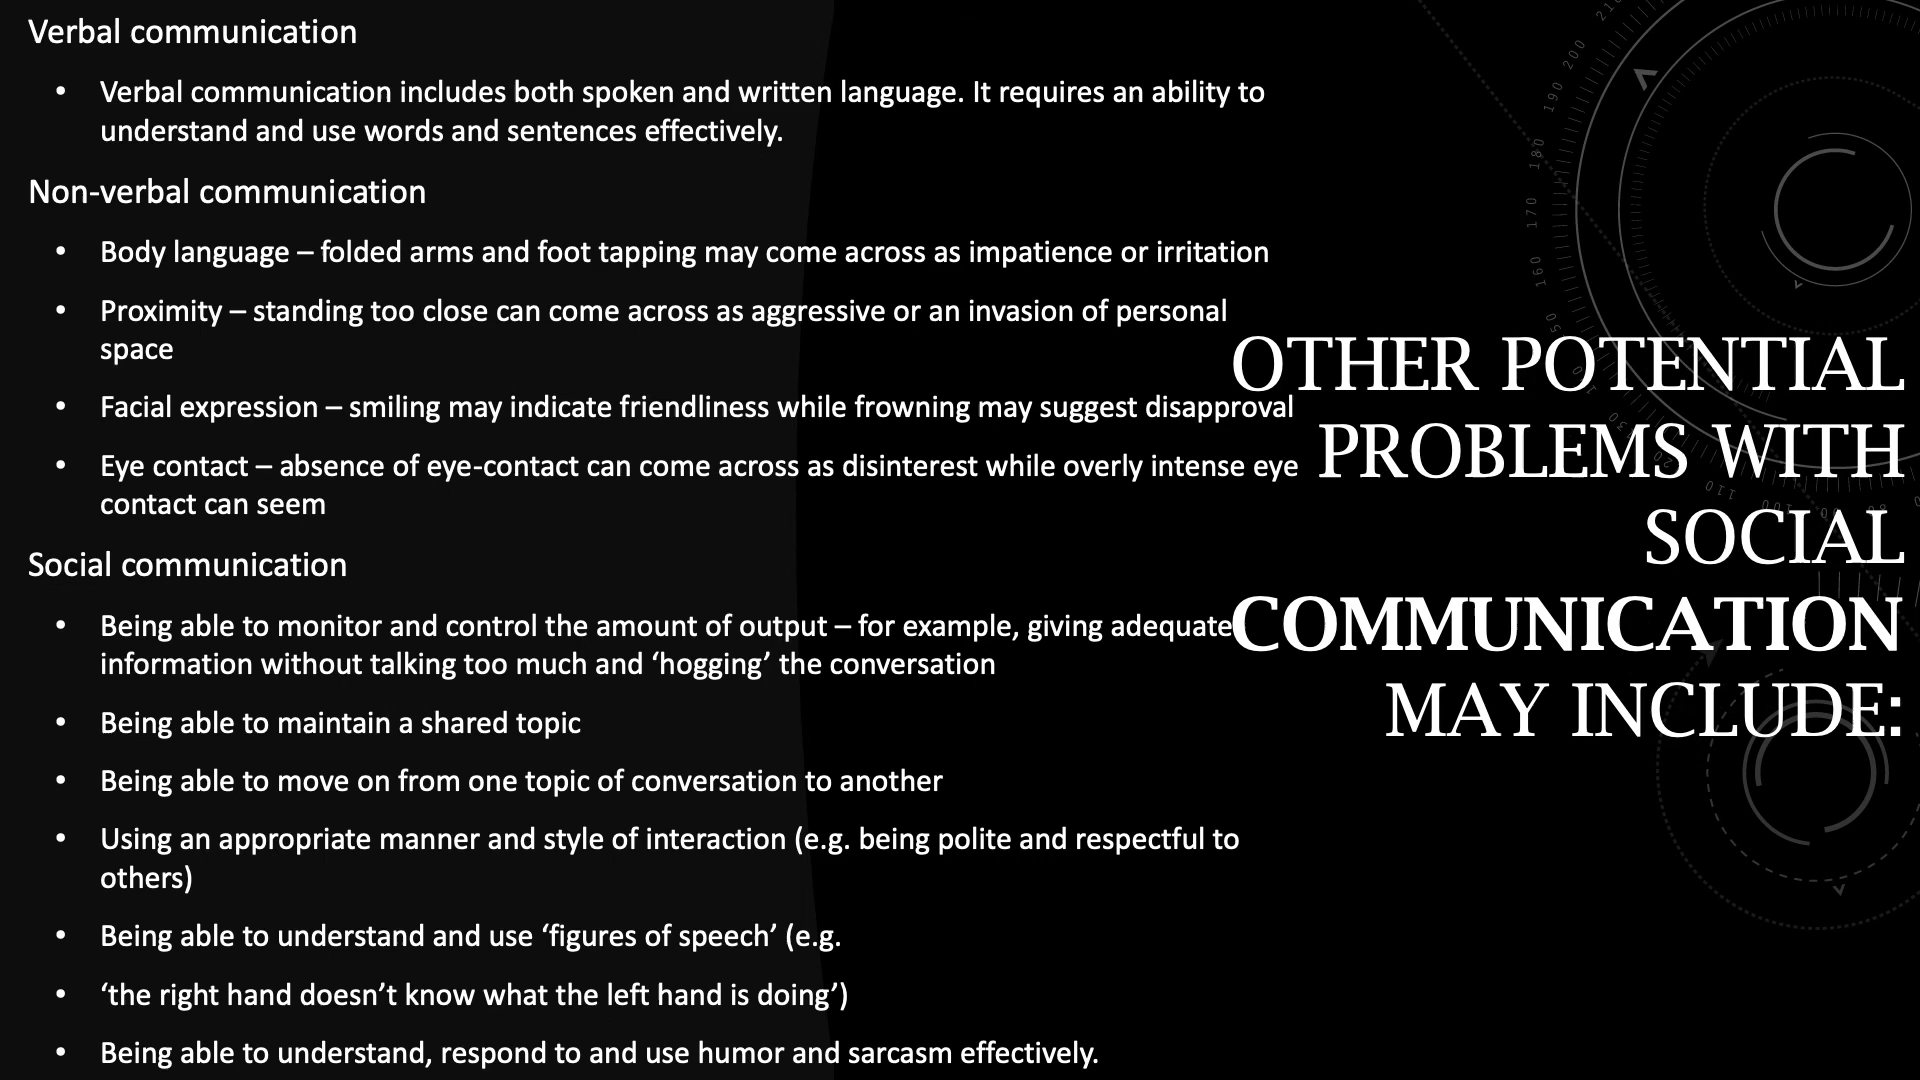 Verbal communication
• Verbal communication includes both spoken and written language. It requires an ability to
understand and use words and sentences effectively.
Non-verbal communication
• Body language – folded arms and foot tapping may come across as impatience or irritation
• Proximity – standing too close can come across as aggressive or an invasion of personal
space
• Facial expression – smiling may indicate friendliness while frowning may suggest disapproval
• Eye contact – absence of eye-contact can come across as disinterest while overly intense eye
contact can seem
Social communication
• Being able to monitor and control the amount of output – for example, giving adequate
information without talking too much and ‘hogging’ the conversation
• Being able to maintain a shared topic
• Being able to move on from one topic of conversation to another
• Using an appropriate manner and style of interaction (e.g. being polite and respectful to
others)
• Being able to understand and use ‘figures of speech’ (e.g.
• ‘the right hand doesn’t know what the left hand is doing’)
• Being able to understand, respond to and use humor and sarcasm effectively.
OTHER POTENTIAL
PROBLEMS WITH
SOCIAL
COMMUNICATION
MAY INCLUDE:
200
190
180
170
160
110